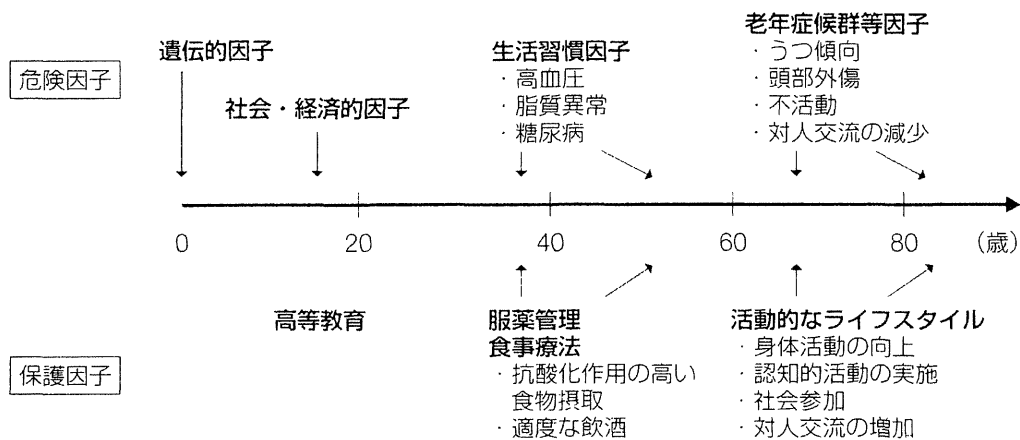 危険因子
遺伝的因子
社会・経済的因子
生活習慣因子
・高血圧
・脂質異常
・糖尿病
老年症候群等因子
・うつ傾向
・頭部外傷
・不活動
・対人交流の減少
0 20 40 60 80 (歳)
保護因子
高等教育
服薬管理
食事療法
・抗酸化作用の高い
食物摂取
・適度な飲酒
活動的なライフスタイル
・身体活動の向上
・認知的活動の実施
・社会参加
・対人交流の増加